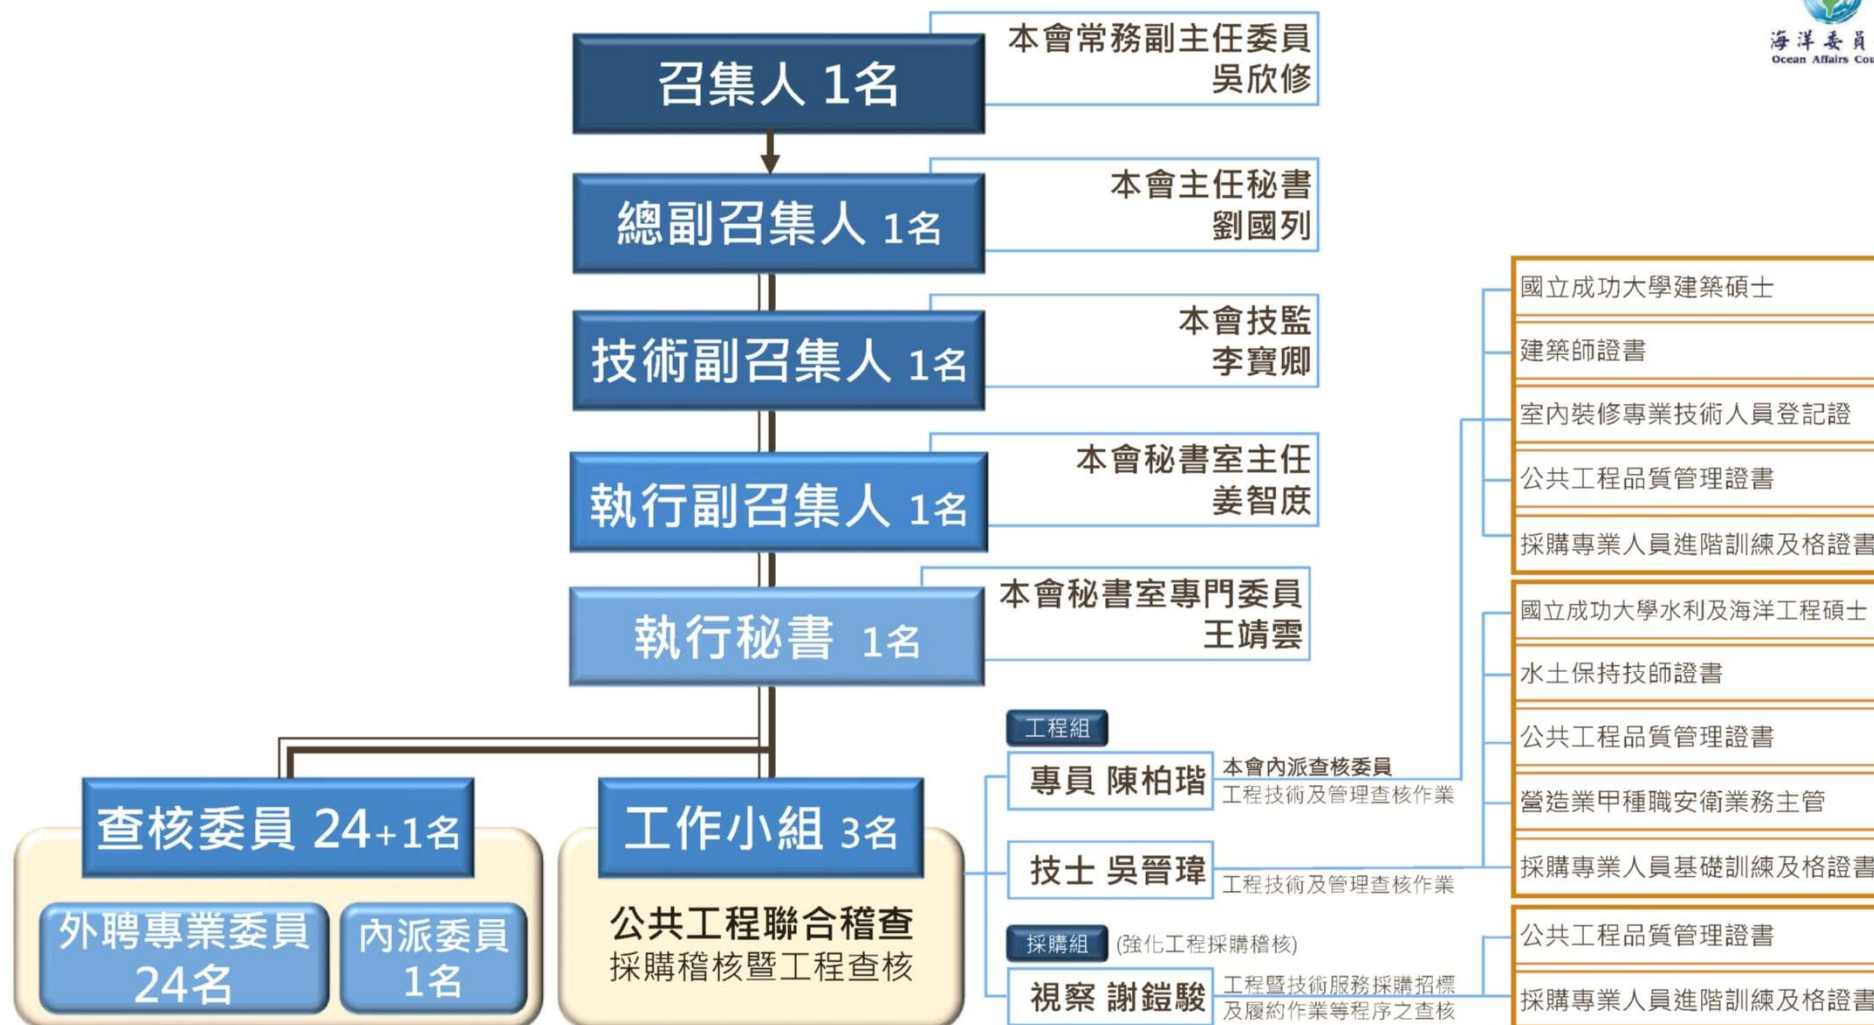 海洋委員
Ocean Affairs Cou
召集人 1名
本會常務副主任委員
吳欣修
總副召集人 1名
本會主任秘書
劉國列
技術副召集人 1名
本會技監
李寶卿
執行副召集人 1名
本會秘書室主任
姜智庻
執行秘書 1名
本會秘書室專門委員
王靖雲
查核委員 24+1名
外聘專業委員
24名
內派委員
1名
工作小組 3名
公共工程聯合稽查
採購稽核暨工程查核
工程組
專員 陳柏瑎
本會內派查核委員
工程技術及管理查核作業
技士 吳晉瑋
工程技術及管理查核作業
採購組 (強化工程採購稽核)
視察 謝鎧駿
工程暨技術服務採購招標
及履約作業等程序之查核
國立成功大學建築碩士
建築師證書
室內裝修專業技術人員登記證
公共工程品質管理證書
採購專業人員進階訓練及格證書
國立成功大學水利及海洋工程碩士
水土保持技師證書
公共工程品質管理證書
營造業甲種職安衛業務主管
採購專業人員基礎訓練及格證書
公共工程品質管理證書
採購專業人員進階訓練及格證書